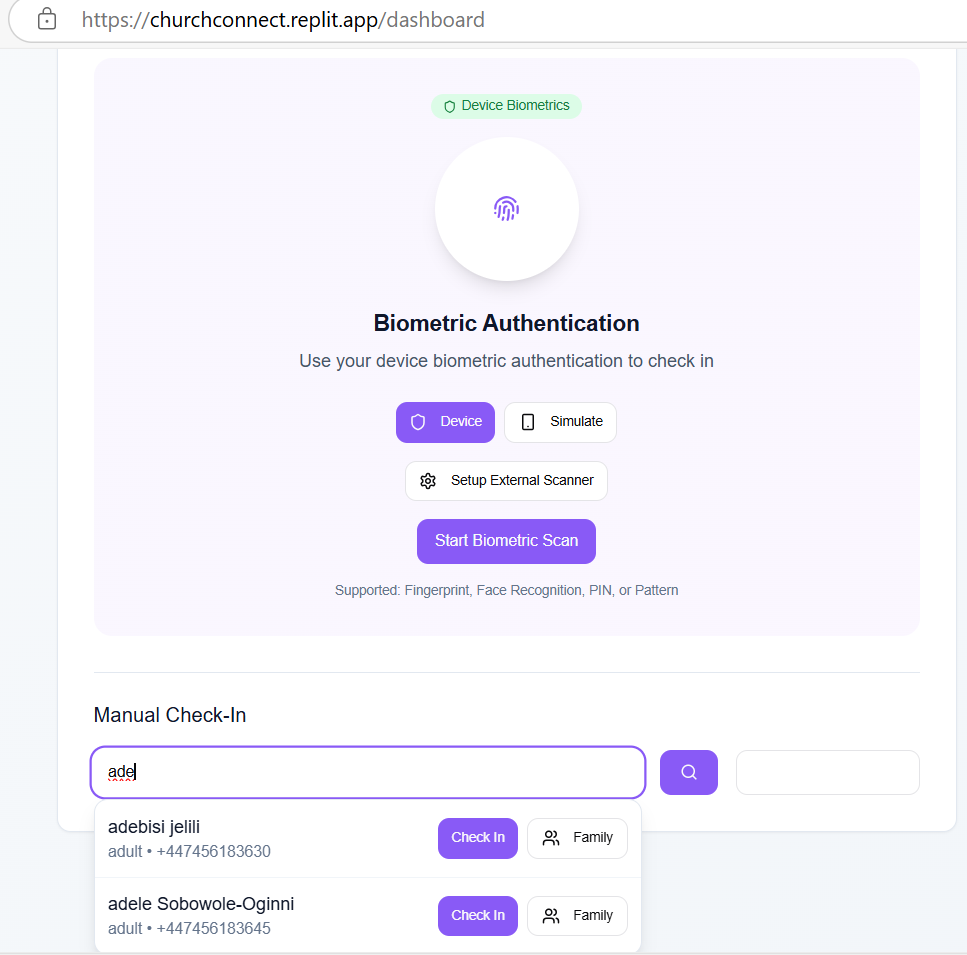 https://churchconnect.replit.app/dashboard
Device Biometrics
Biometric Authentication
Use your device biometric authentication to check in
Device
Simulate
Setup External Scanner
Start Biometric Scan
Supported: Fingerprint, Face Recognition, PIN, or Pattern
Manual Check-In
ade
adebisi jelili
adult • +447456183630
Check In
Family
adele Sobowole-Oginni
adult • +447456183645
Check In
Family